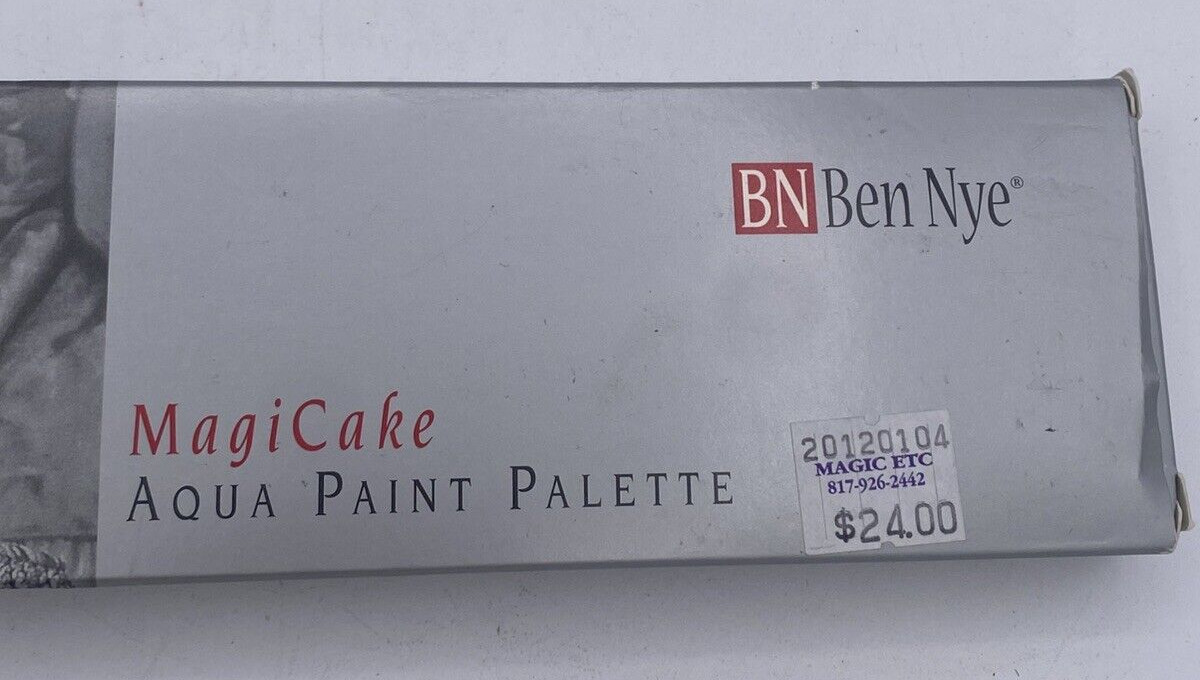 BN Ben Nye®
MagiCake
AQUA PAINT PALETTE
20120104
MAGIC ETC
817-926-2442
$24.00